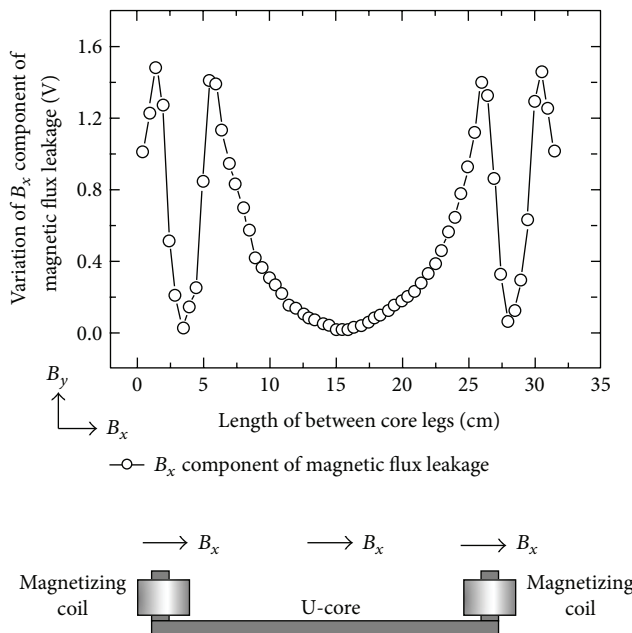 Variation of Bx component of
magnetic flux leakage (V)
1.6
1.2
0.8
0.4
0.0
0 5 10 15 20 25 30 35
Length of between core legs (cm)
By
Bx
Bx component of magnetic flux leakage
Bx Bx Bx
Magnetizing
coil
U-core
Magnetizing
coil